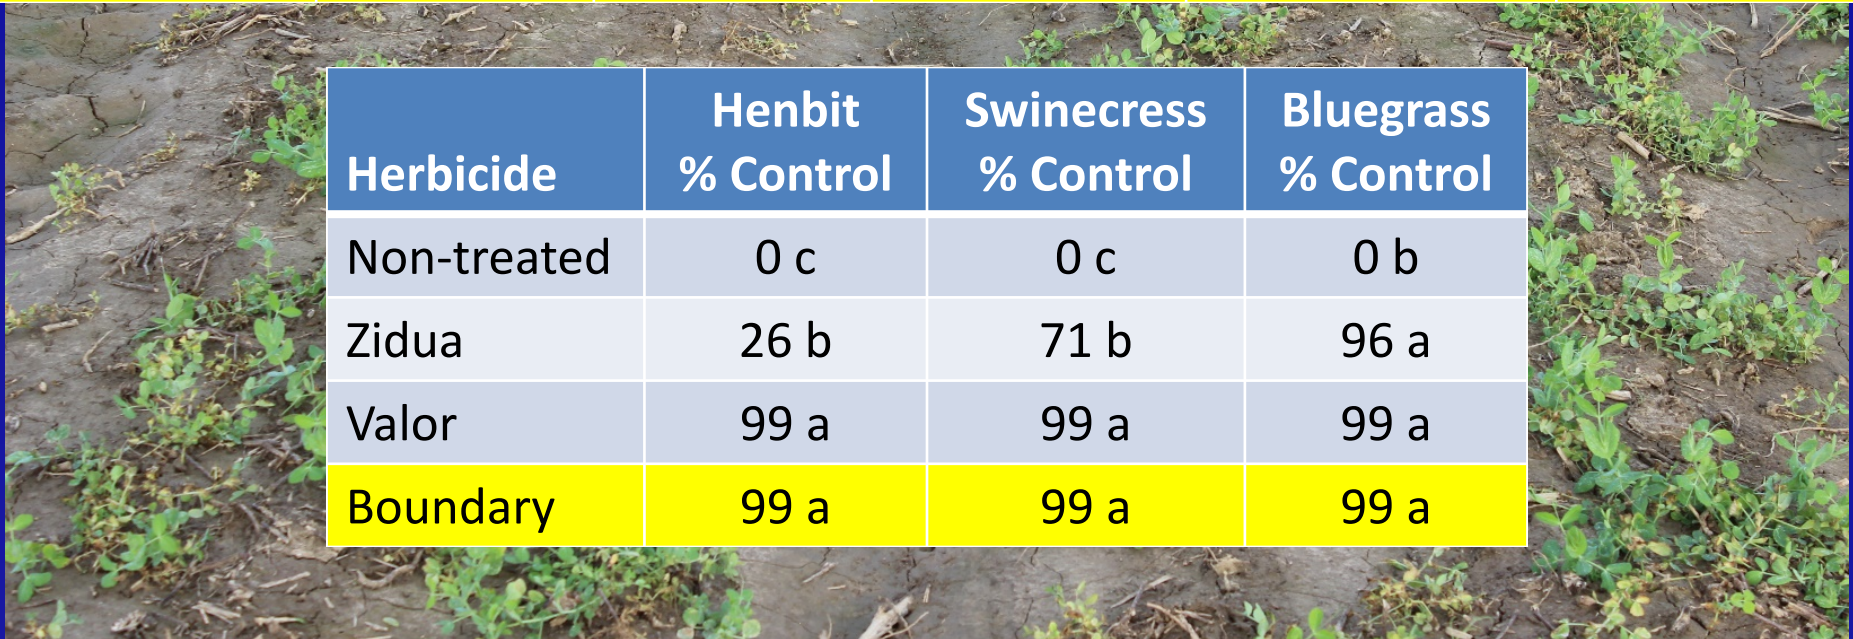 Henbit Swinecress Bluegrass
Herbicide % Control % Control % Control
Non-treated 0 c 0 c 0 b
Zidua 26 b 71 b 96 a
Valor 99 a 99 a 99 a
Boundary 99 a 99 a 99 a